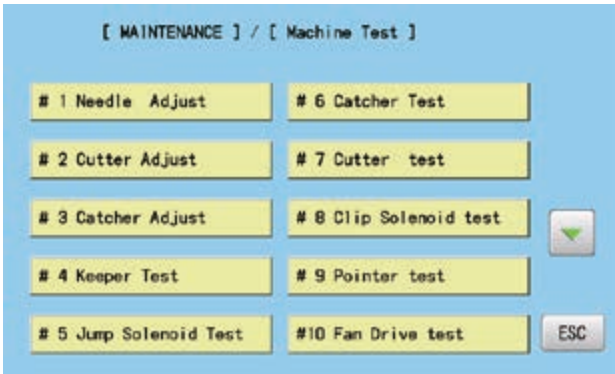 [ MAINTENANCE ] / [ Machine Test ]
# 1 Needle Adjust
# 2 Cutter Adjust
# 3 Catcher Adjust
# 4 Keeper Test
# 5 Jump Solenoid Test
# 6 Catcher Test
# 7 Cutter test
# 8 Clip Solenoid test
# 9 Pointer test
#10 Fan Drive test
ESC